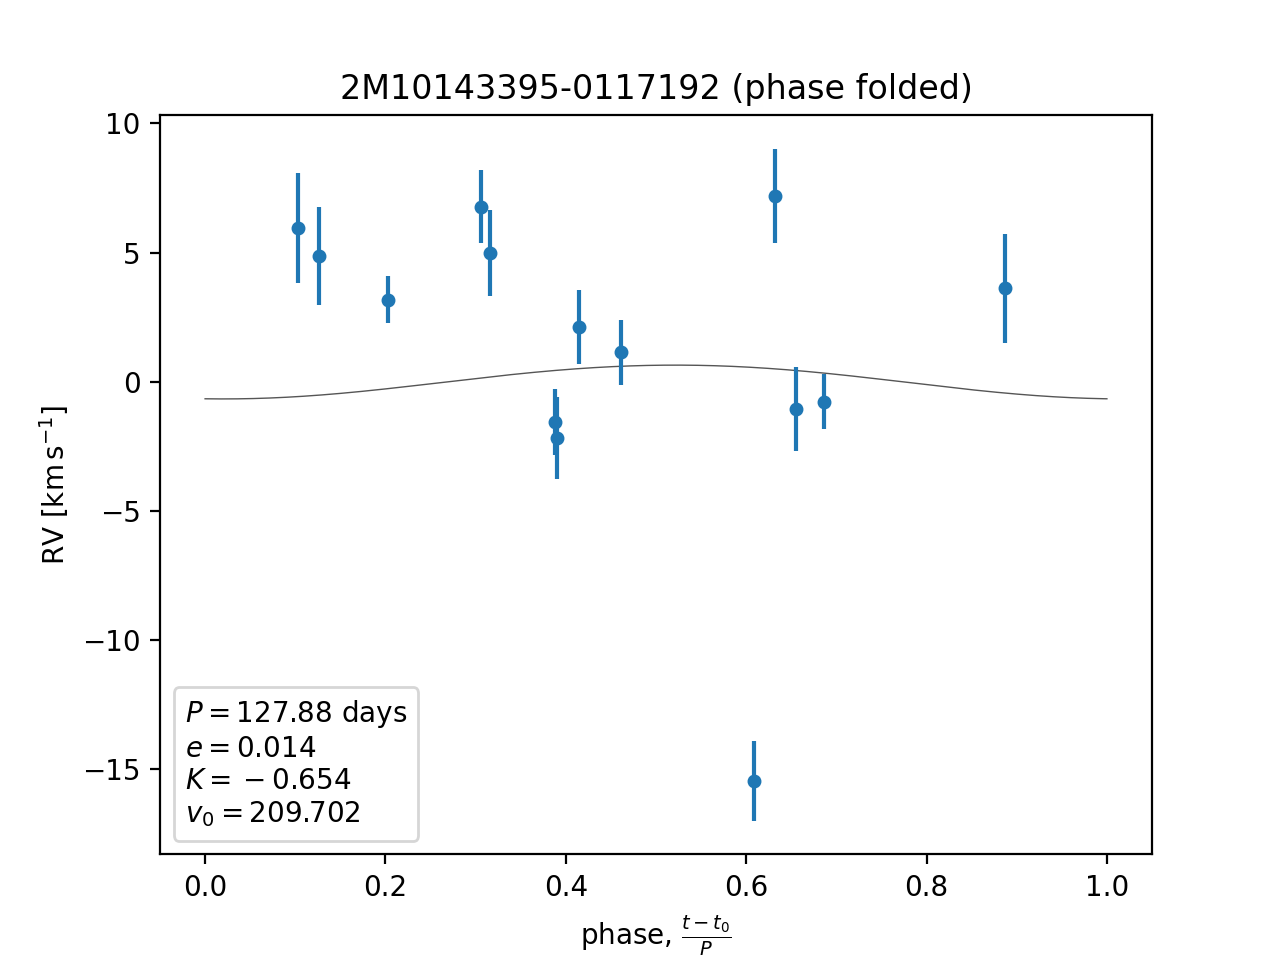 2M10143395-0117192 (phase folded)
10
5
0
−5
−10
−15
RV [km s⁻¹]
P = 127.88 days
e = 0.014
K = −0.654
v₀ = 209.702
0.0 0.2 0.4 0.6 0.8 1.0
phase, (t − t₀)/P